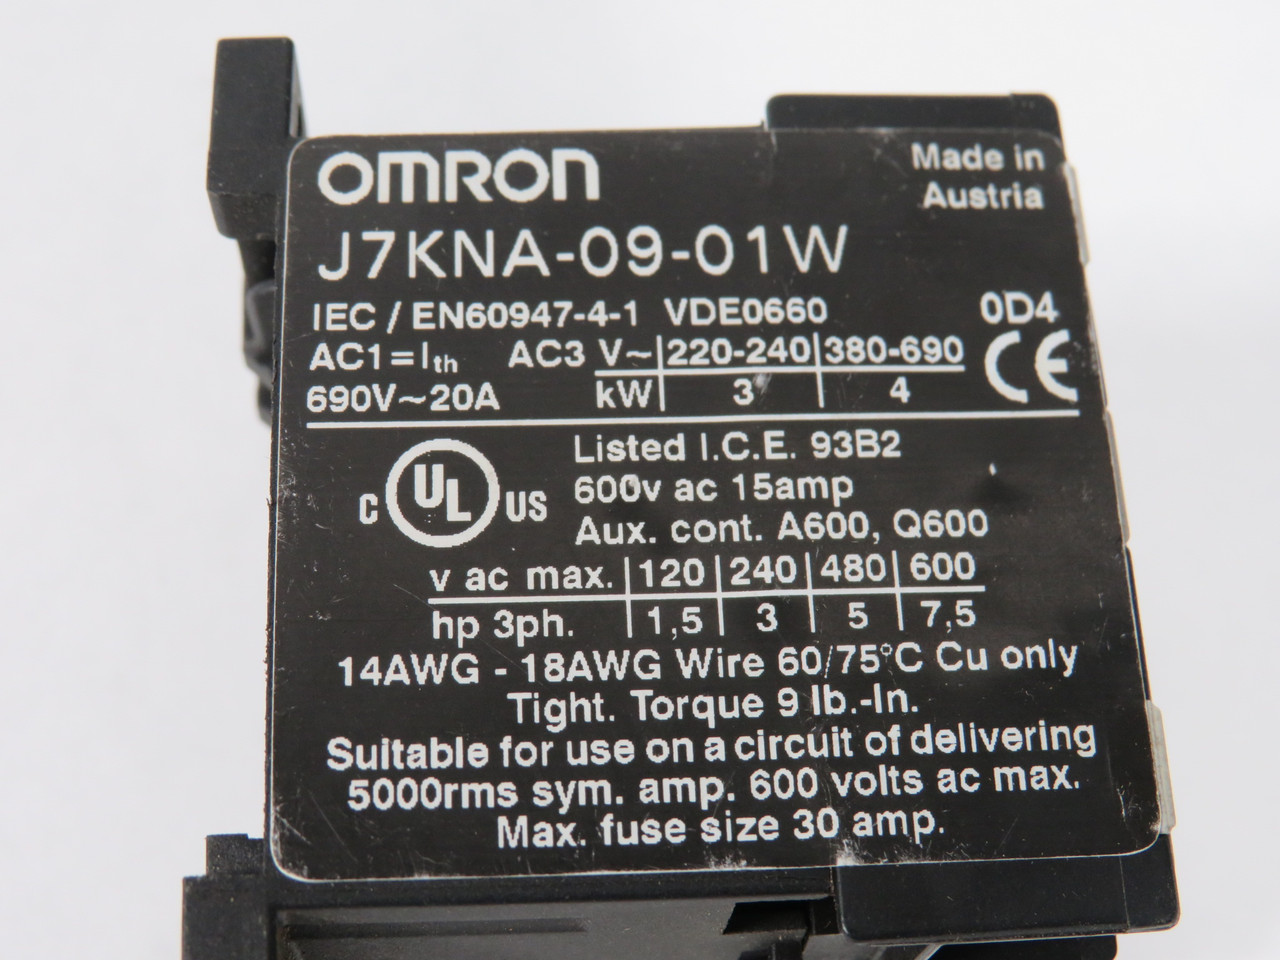 OMRON
Made in
Austria
J7KNA-09-01W
IEC / EN60947-4-1 VDE0660 0D4
AC1=Ith AC3 V~ 220-240 380-690 CE
690V~20A kW 3 4
Listed I.C.E. 93B2
C UL US 600v ac 15amp
Aux. cont. A600, Q600
v ac max. 120 240 480 600
hp 3ph. 1,5 3 5 7,5
14AWG - 18AWG Wire 60/75°C Cu only
Tight. Torque 9 lb.-In.
Suitable for use on a circuit of delivering
5000rms sym. amp. 600 volts ac max.
Max. fuse size 30 amp.